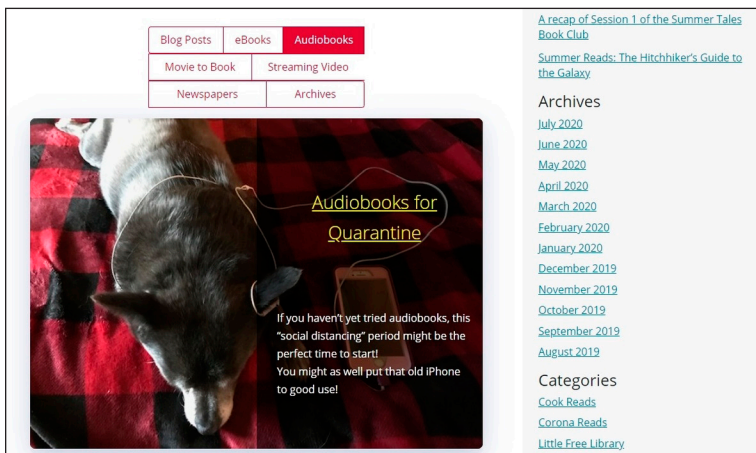 Blog Posts eBooks Audiobooks
Movie to Book Streaming Video
Newspapers Archives
Audiobooks for
Quarantine
If you haven’t yet tried audiobooks, this
“social distancing” period might be the
perfect time to start!
You might as well put that old iPhone
to good use!
A recap of Session 1 of the Summer Tales
Book Club
Summer Reads: The Hitchhiker’s Guide to
the Galaxy
Archives
July 2020
June 2020
May 2020
April 2020
March 2020
February 2020
January 2020
December 2019
November 2019
October 2019
September 2019
August 2019
Categories
Cook Reads
Corona Reads
Little Free Library